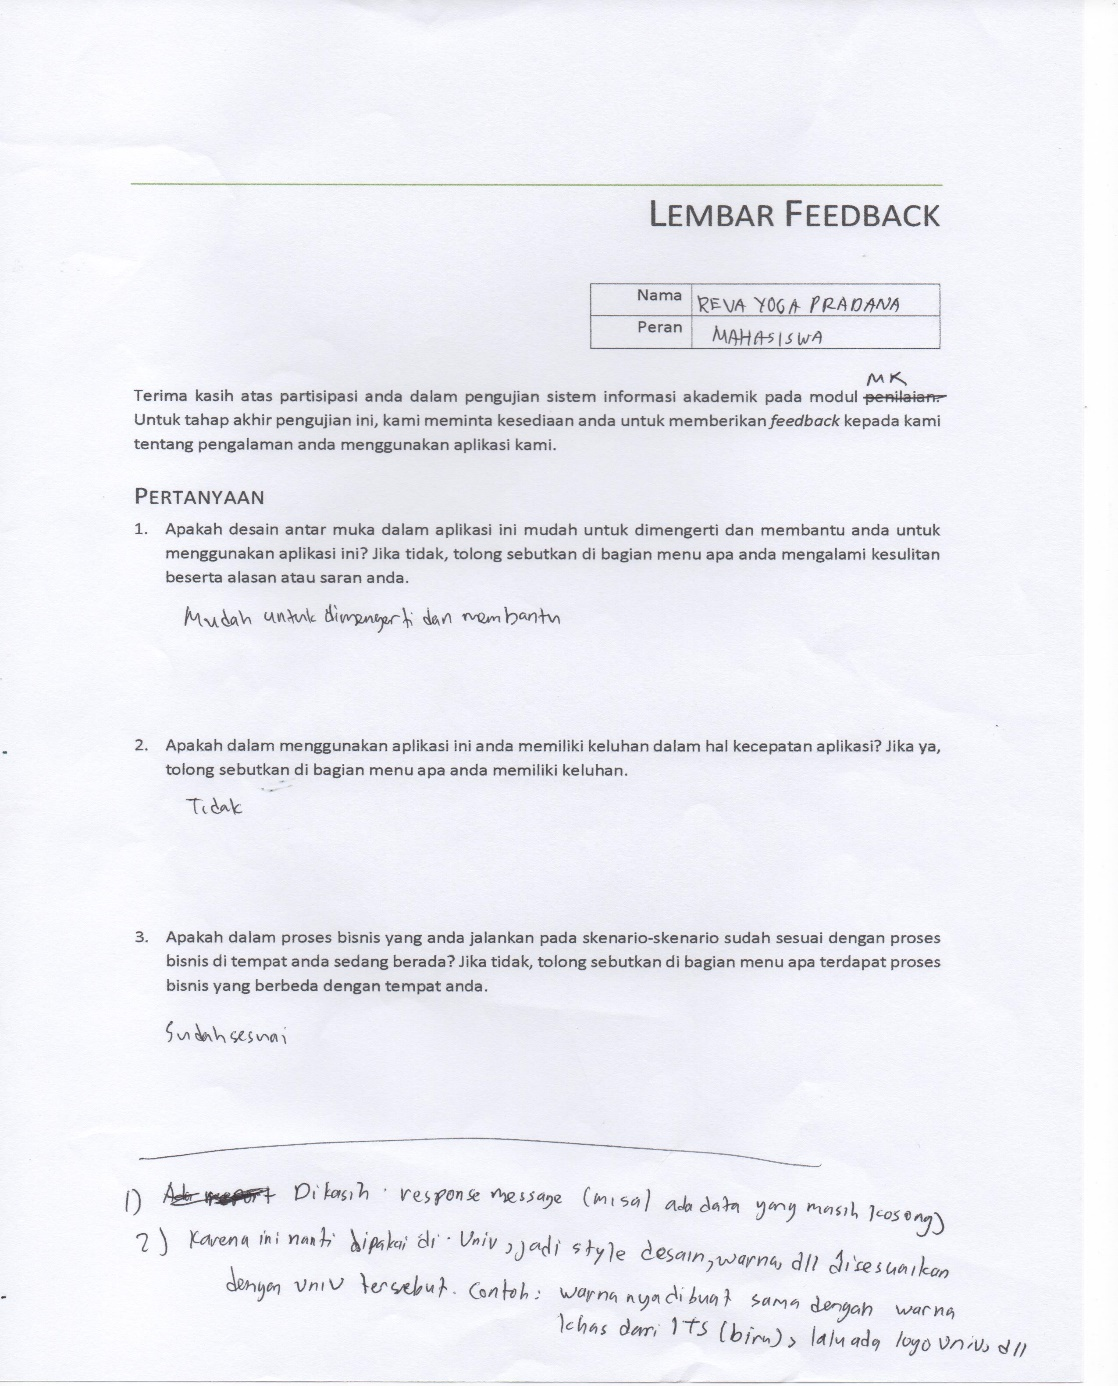 LEMBAR FEEDBACK
Nama REVA YOGA PRADANA
Peran MAHASISWA
MK
Terima kasih atas partisipasi anda dalam pengujian sistem informasi akademik pada modul penilaian.
Untuk tahap akhir pengujian ini, kami meminta kesediaan anda untuk memberikan feedback kepada kami
tentang pengalaman anda menggunakan aplikasi kami.
PERTANYAAN
1. Apakah desain antar muka dalam aplikasi ini mudah untuk dimengerti dan membantu anda untuk
menggunakan aplikasi ini? Jika tidak, tolong sebutkan di bagian menu apa anda mengalami kesulitan
beserta alasan atau saran anda.
Mudah untuk dimengerti dan membantu
2. Apakah dalam menggunakan aplikasi ini anda memiliki keluhan dalam hal kecepatan aplikasi? Jika ya,
tolong sebutkan di bagian menu apa anda memiliki keluhan.
Tidak
3. Apakah dalam proses bisnis yang anda jalankan pada skenario-skenario sudah sesuai dengan proses
bisnis di tempat anda sedang berada? Jika tidak, tolong sebutkan di bagian menu apa terdapat proses
bisnis yang berbeda dengan tempat anda.
Sudah sesuai
1) Dikasih response message (misal ada data yang masih kosong)
2) Karena ini nanti dipakai di Univ, jadi style desain, warna, dll disesuaikan
dengan univ tersebut. Contoh: warnanya dibuat sama dengan warna
khas dari ITS (biru), lalu ada logo univ, dll